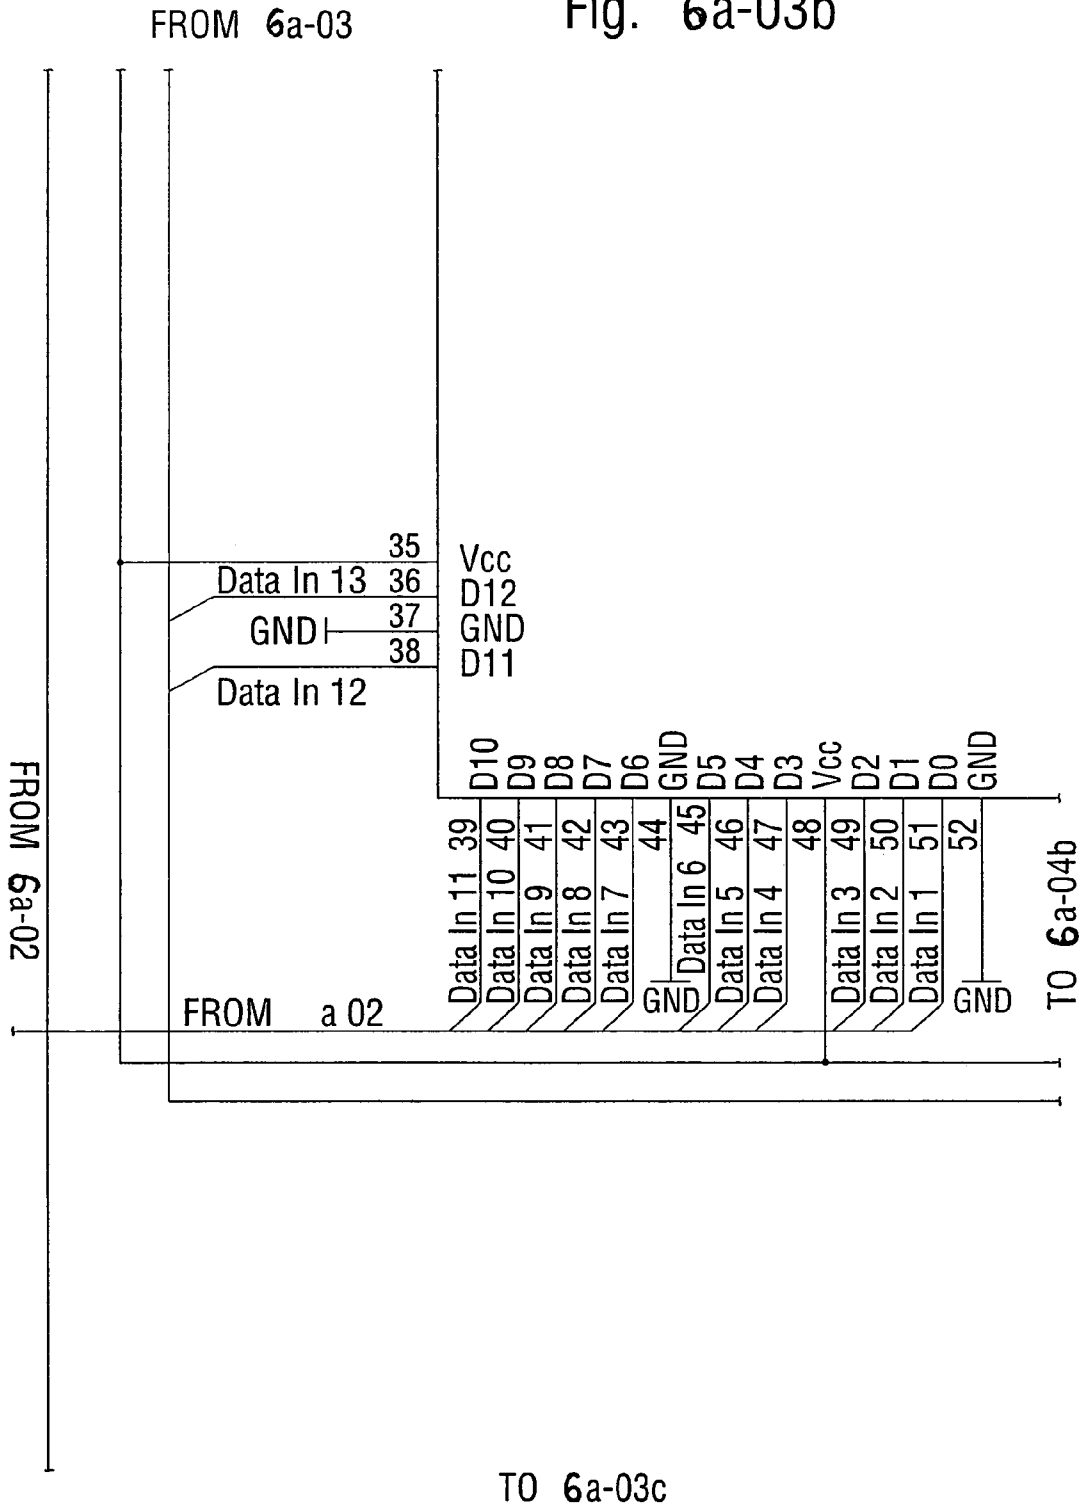 FROM 6a-03
Fig. 6a-03b
35 Vcc
Data In 13 36 D12
GND 37 GND
38 D11
Data In 12
D10
D9
D8
D7
D6
GND
D5
D4
D3
Vcc
D2
D1
D0
GND
Data In 11 39
Data In 10 40
Data In 9 41
Data In 8 42
Data In 7 43
44
GND
Data In 6 45
Data In 5 46
Data In 4 47
48
Data In 3 49
Data In 2 50
Data In 1 51
52
GND
FROM 6a-02
FROM a 02
TO 6a-04b
TO 6a-03c